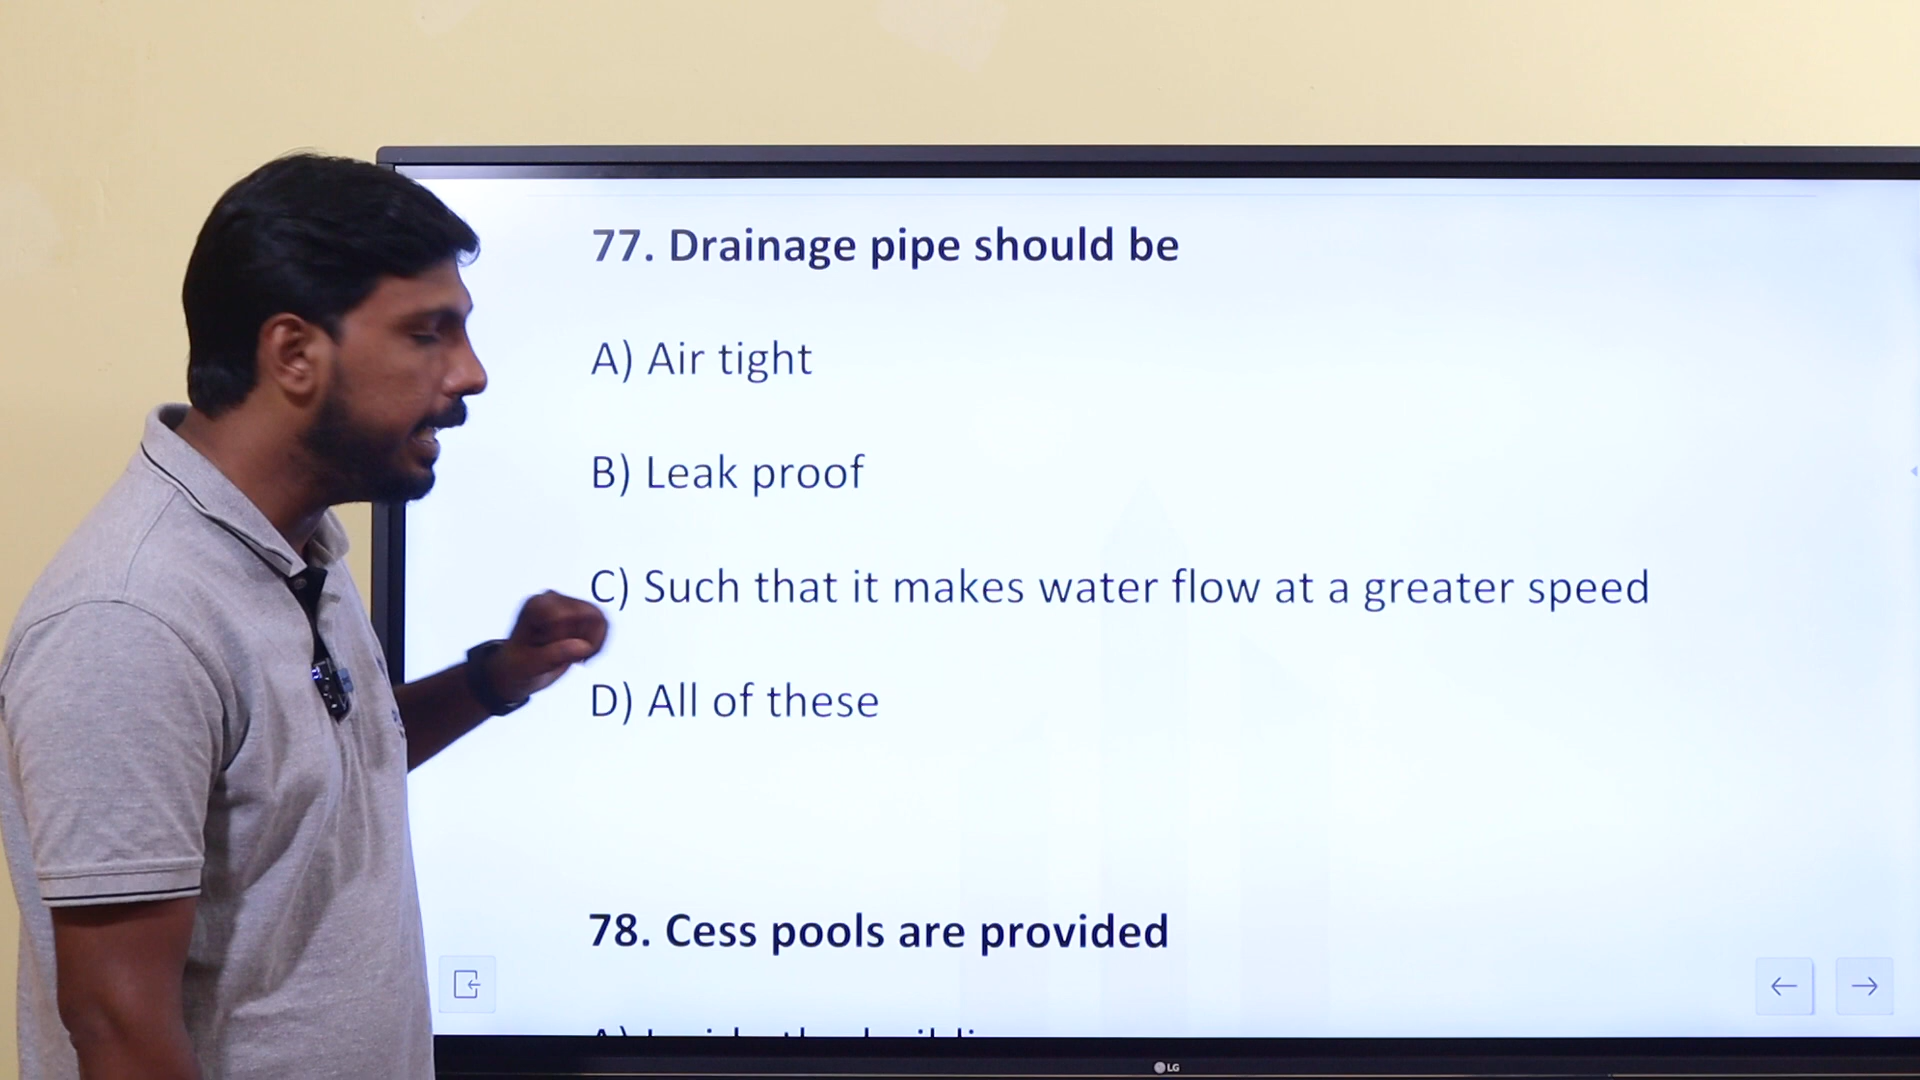 77. Drainage pipe should be
A) Air tight
B) Leak proof
C) Such that it makes water flow at a greater speed
D) All of these
78. Cess pools are provided
LG